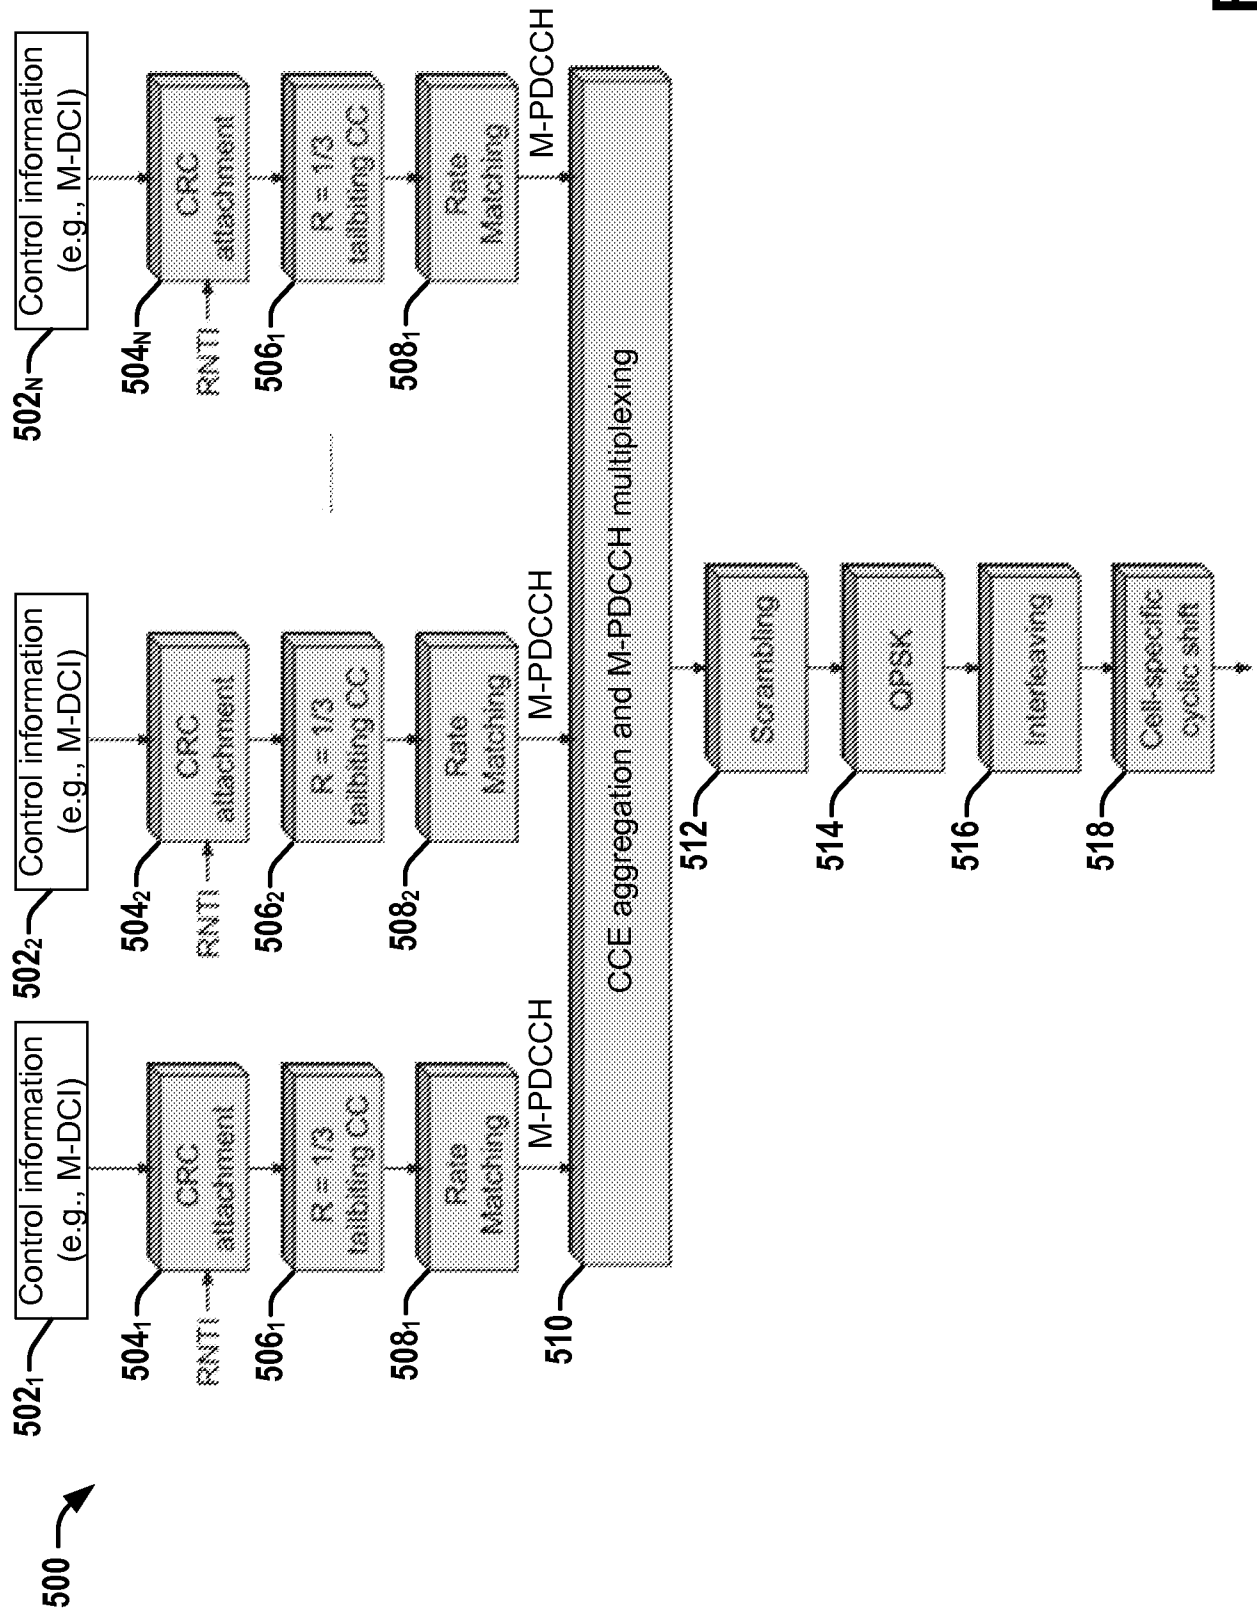 500
502₁
Control information
(e.g., M-DCI)
502₂
Control information
(e.g., M-DCI)
502N
Control information
(e.g., M-DCI)
504₁
CRC
attachment
RNTI
504₂
CRC
attachment
RNTI
504N
CRC
attachment
RNTI
506₁
R = 1/3
tailbiting CC
506₂
R = 1/3
tailbiting CC
506₁
R = 1/3
tailbiting CC
508₁
Rate
Matching
508₂
Rate
Matching
508₁
Rate
Matching
M-PDCCH
M-PDCCH
M-PDCCH
510
CCE aggregation and M-PDCCH multiplexing
512
Scrambling
514
QPSK
516
Interleaving
518
Cell-specific
cyclic shift